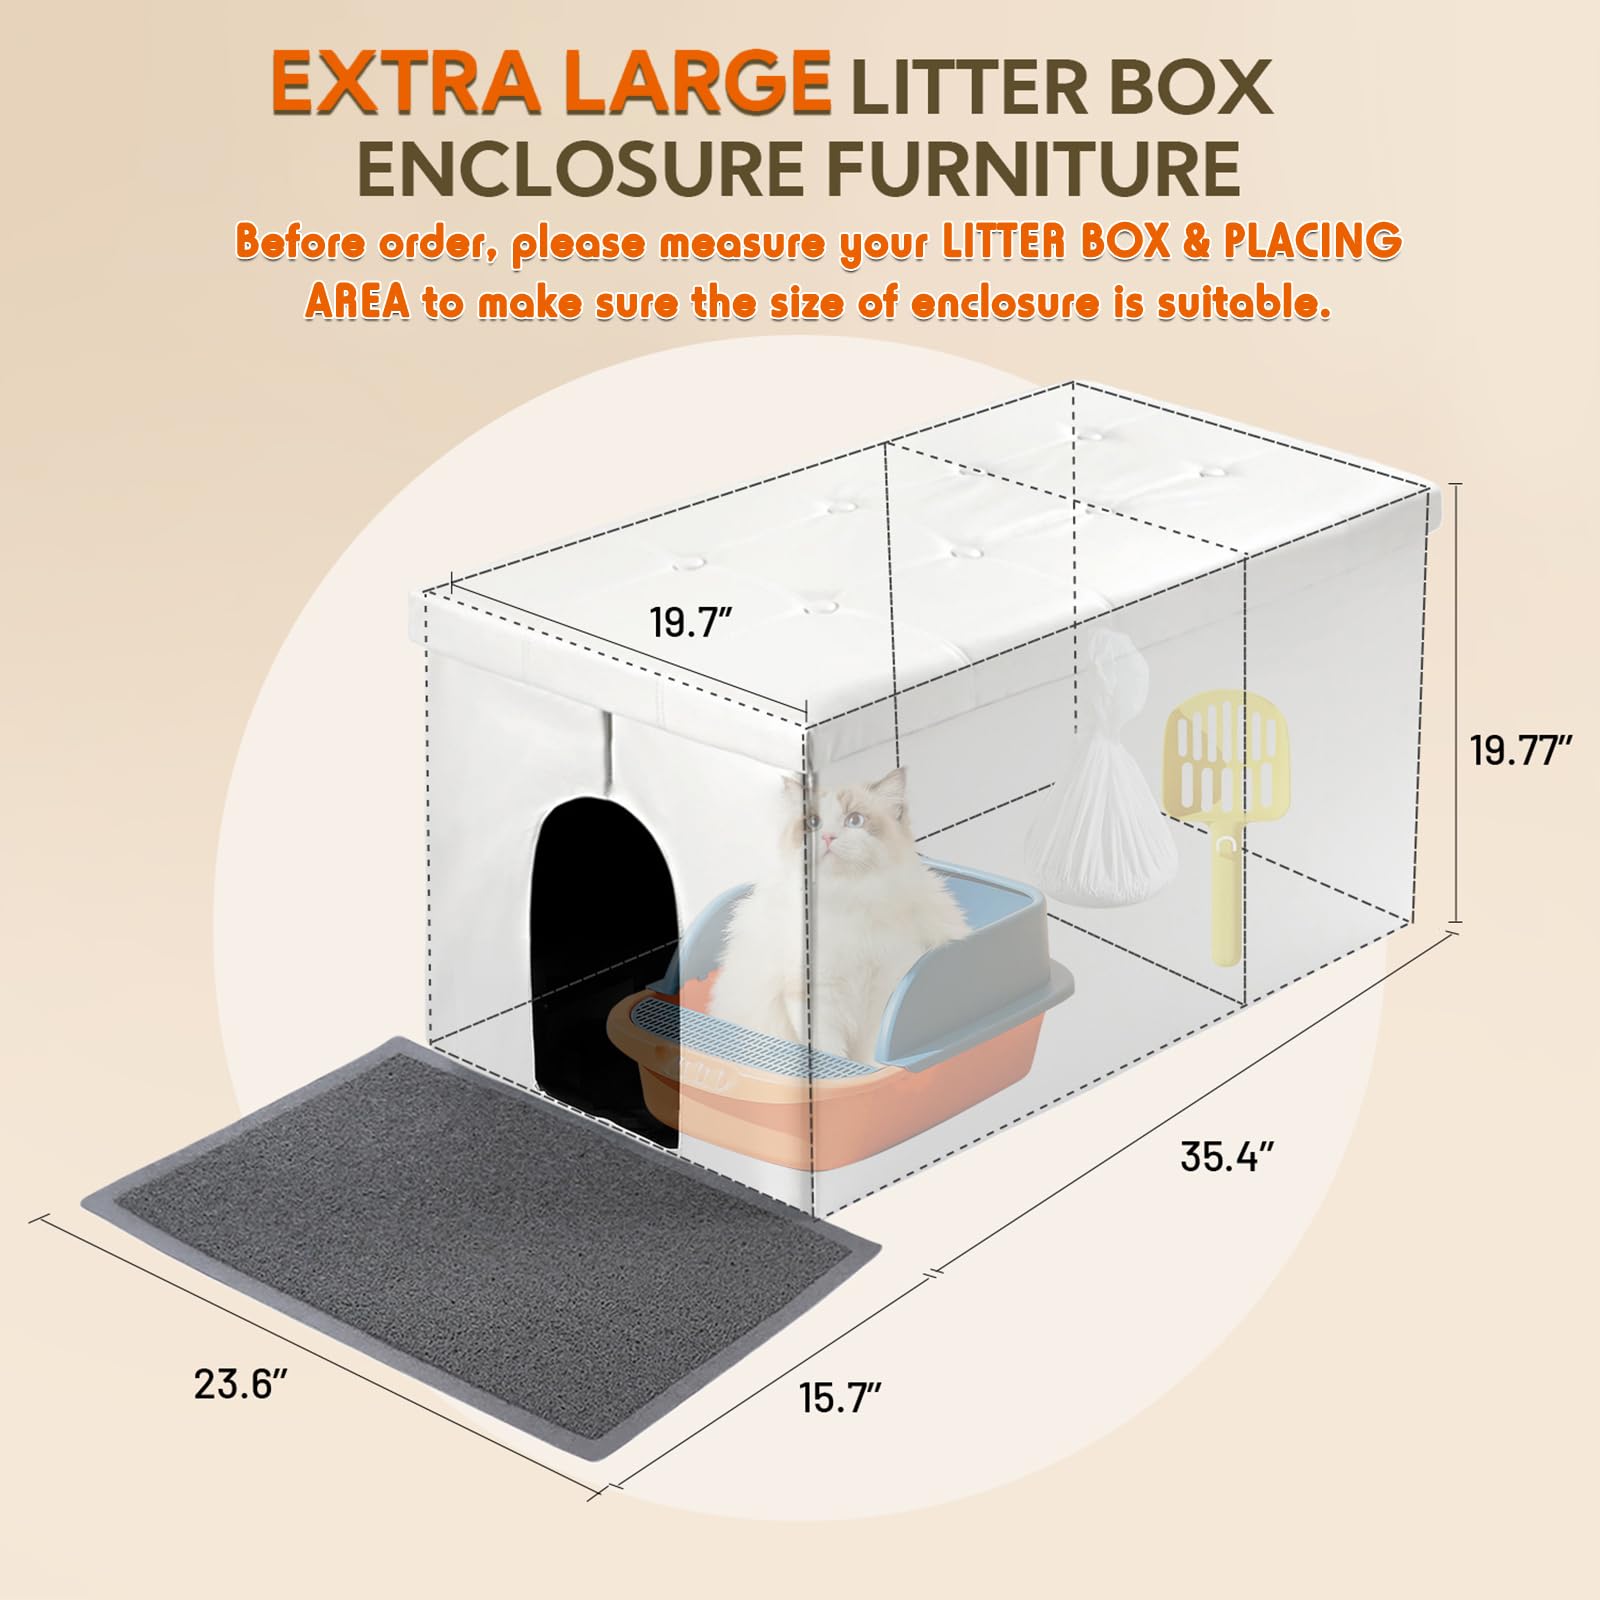 EXTRA LARGE LITTER BOX
ENCLOSURE FURNITURE
Before order, please measure your LITTER BOX & PLACING
AREA to make sure the size of enclosure is suitable.
19.7”
19.77”
35.4”
23.6”
15.7”